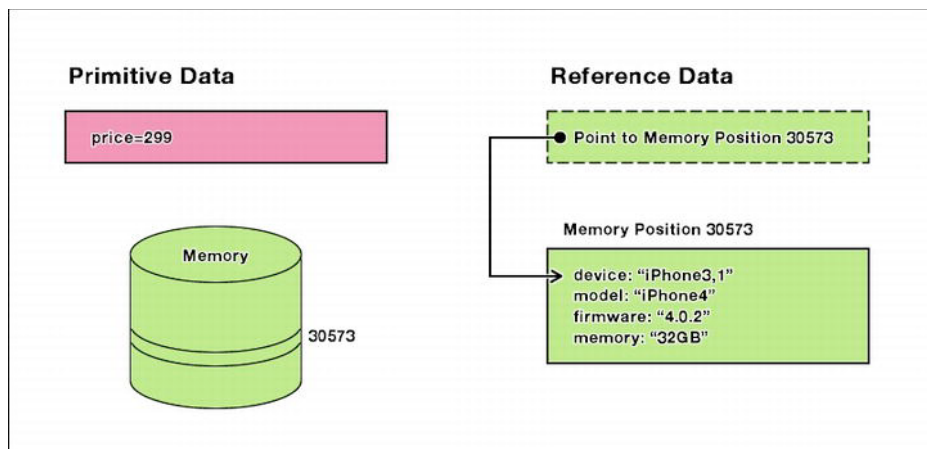 Primitive Data
price=299
Memory
30573
Reference Data
Point to Memory Position 30573
Memory Position 30573
device: “iPhone3,1”
model: “iPhone4”
firmware: “4.0.2”
memory: “32GB”